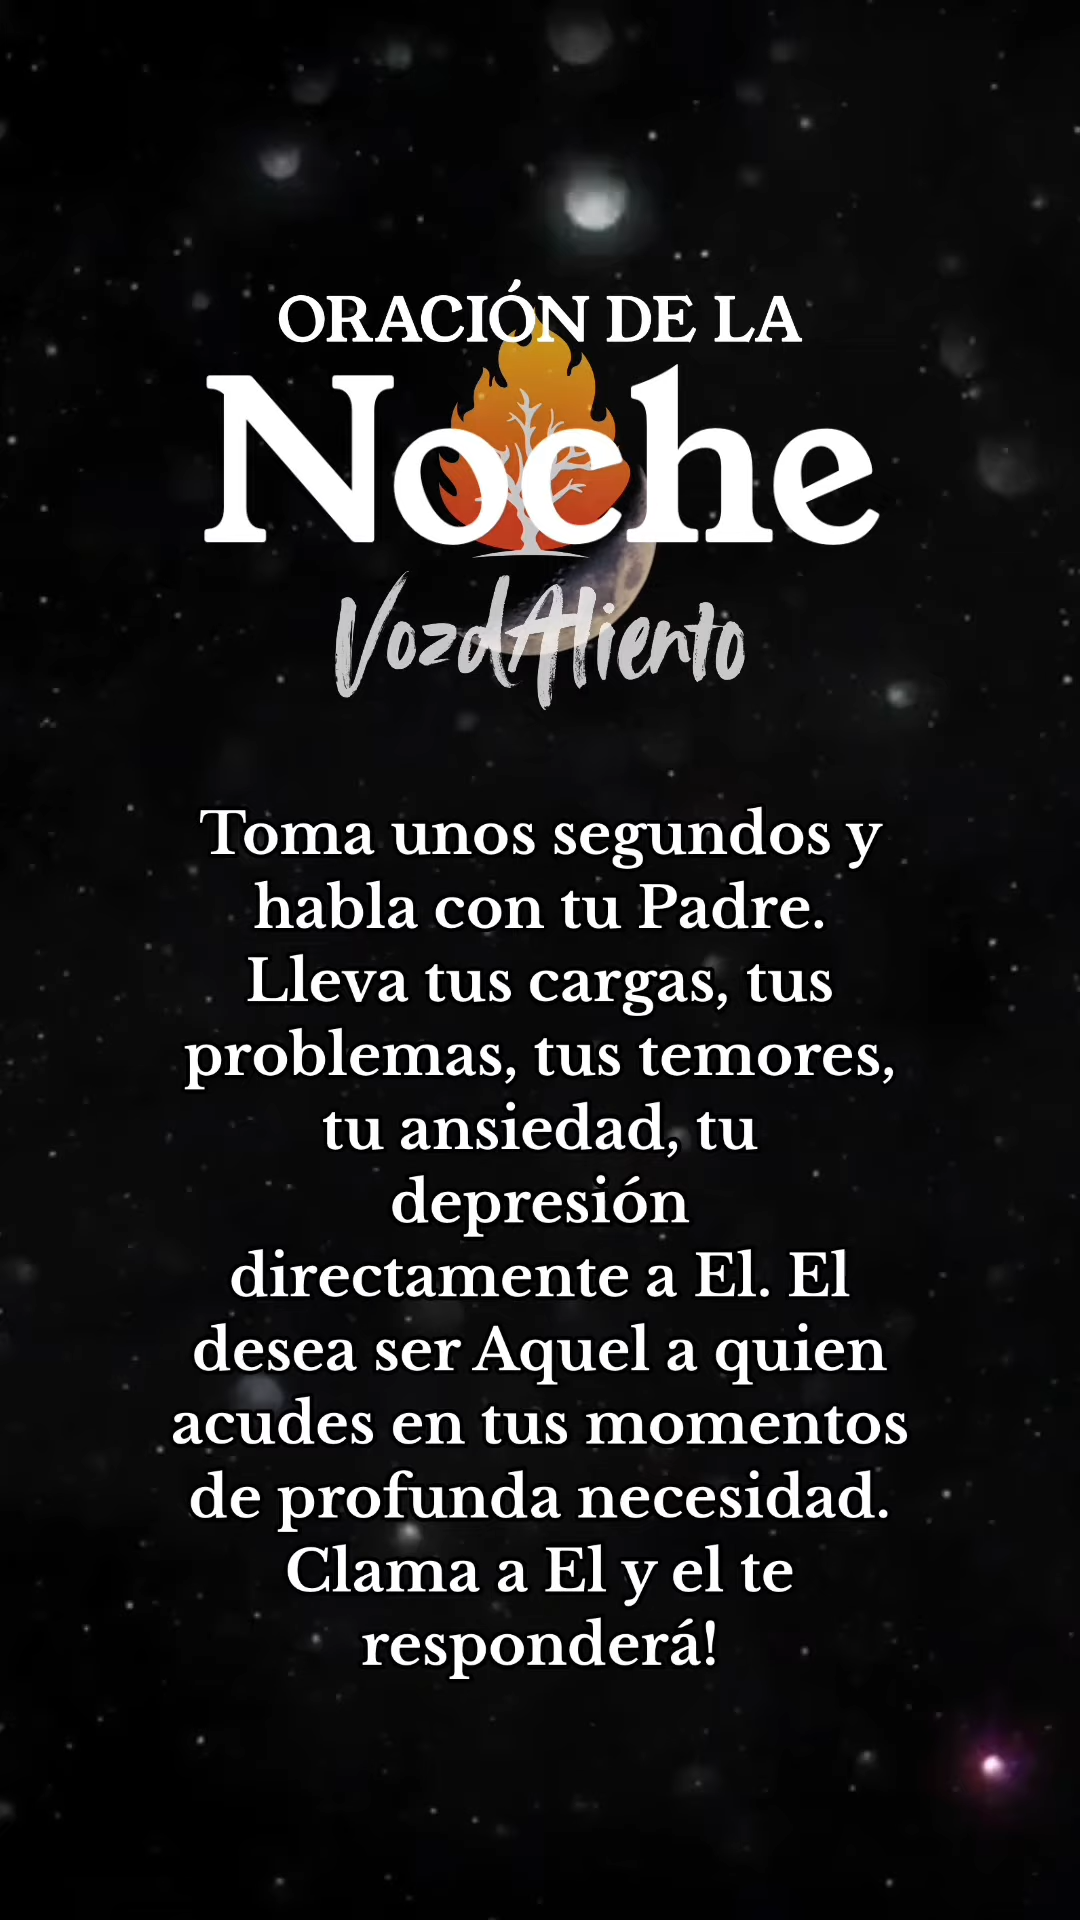 ORACIÓN DE LA
Noche
VozdAliento
Toma unos segundos y
habla con tu Padre.
Lleva tus cargas, tus
problemas, tus temores,
tu ansiedad, tu
depresión
directamente a El. El
desea ser Aquel a quien
acudes en tus momentos
de profunda necesidad.
Clama a El y el te
responderá!